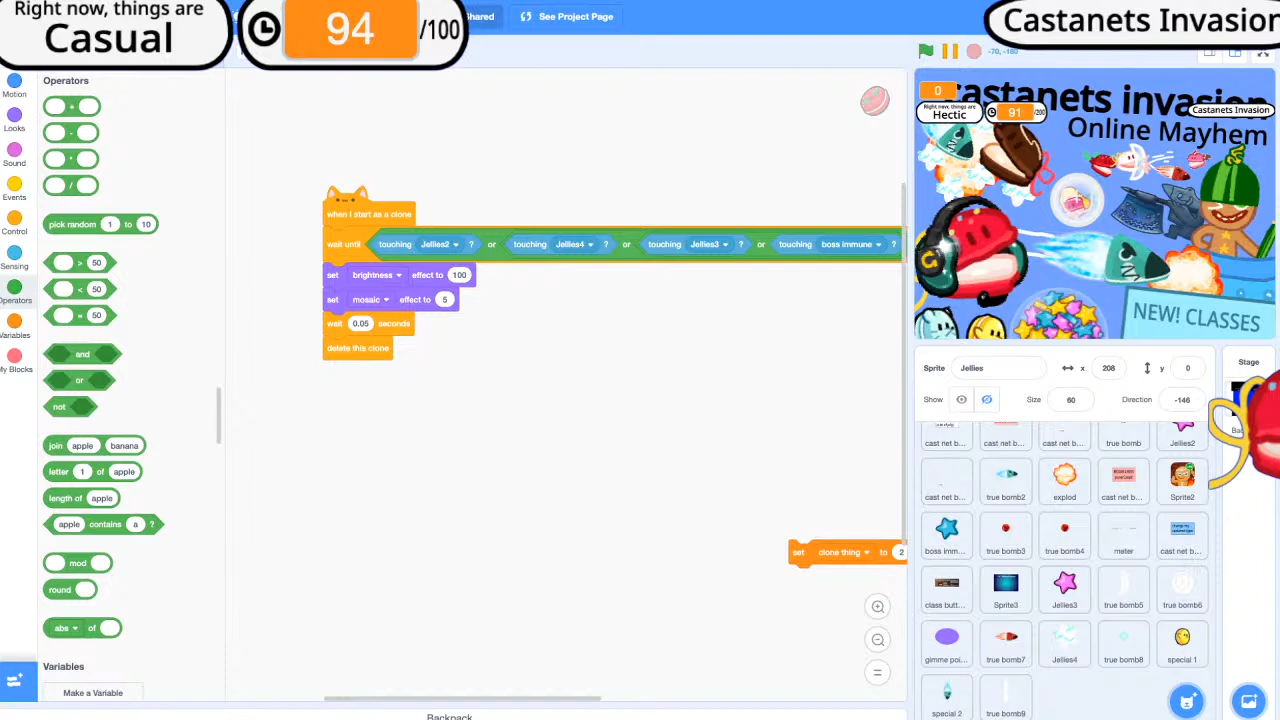 Right now, things are
Casual
94
/100
Shared
See Project Page
Castanets Invasion
-70, -180
Motion
Looks
Sound
Events
Control
Sensing
Operators
Variables
My Blocks
Operators
+
-
*
/
pick random 1 to 10
> 50
< 50
= 50
and
or
not
join apple banana
letter 1 of apple
length of apple
apple contains a ?
mod
round
abs of
Variables
Make a Variable
when I start as a clone
wait until touching Jellies2 ? or touching Jellies4 ? or touching Jellies3 ? or touching boss immune ?
set brightness effect to 100
set mosaic effect to 5
wait 0.05 seconds
delete this clone
set clone thing to 2
Backpack
0
castanets invasion
Right now, things are
Hectic
91
/200
Castanets Invasion
Online Mayhem
NEW! CLASSES
Sprite Jellies x 208 y 0
Show Size 60 Direction -146
Stage
cast net b... cast net b... cast net b... true bomb Jellies2
cast net b... true bomb2 explod cast net b... Sprite2
boss imm... true bomb3 true bomb4 meter cast net b...
class butt... Sprite3 Jellies3 true bomb5 true bomb6
gimme poi... true bomb7 Jellies4 true bomb8 special 1
special 2 true bomb9